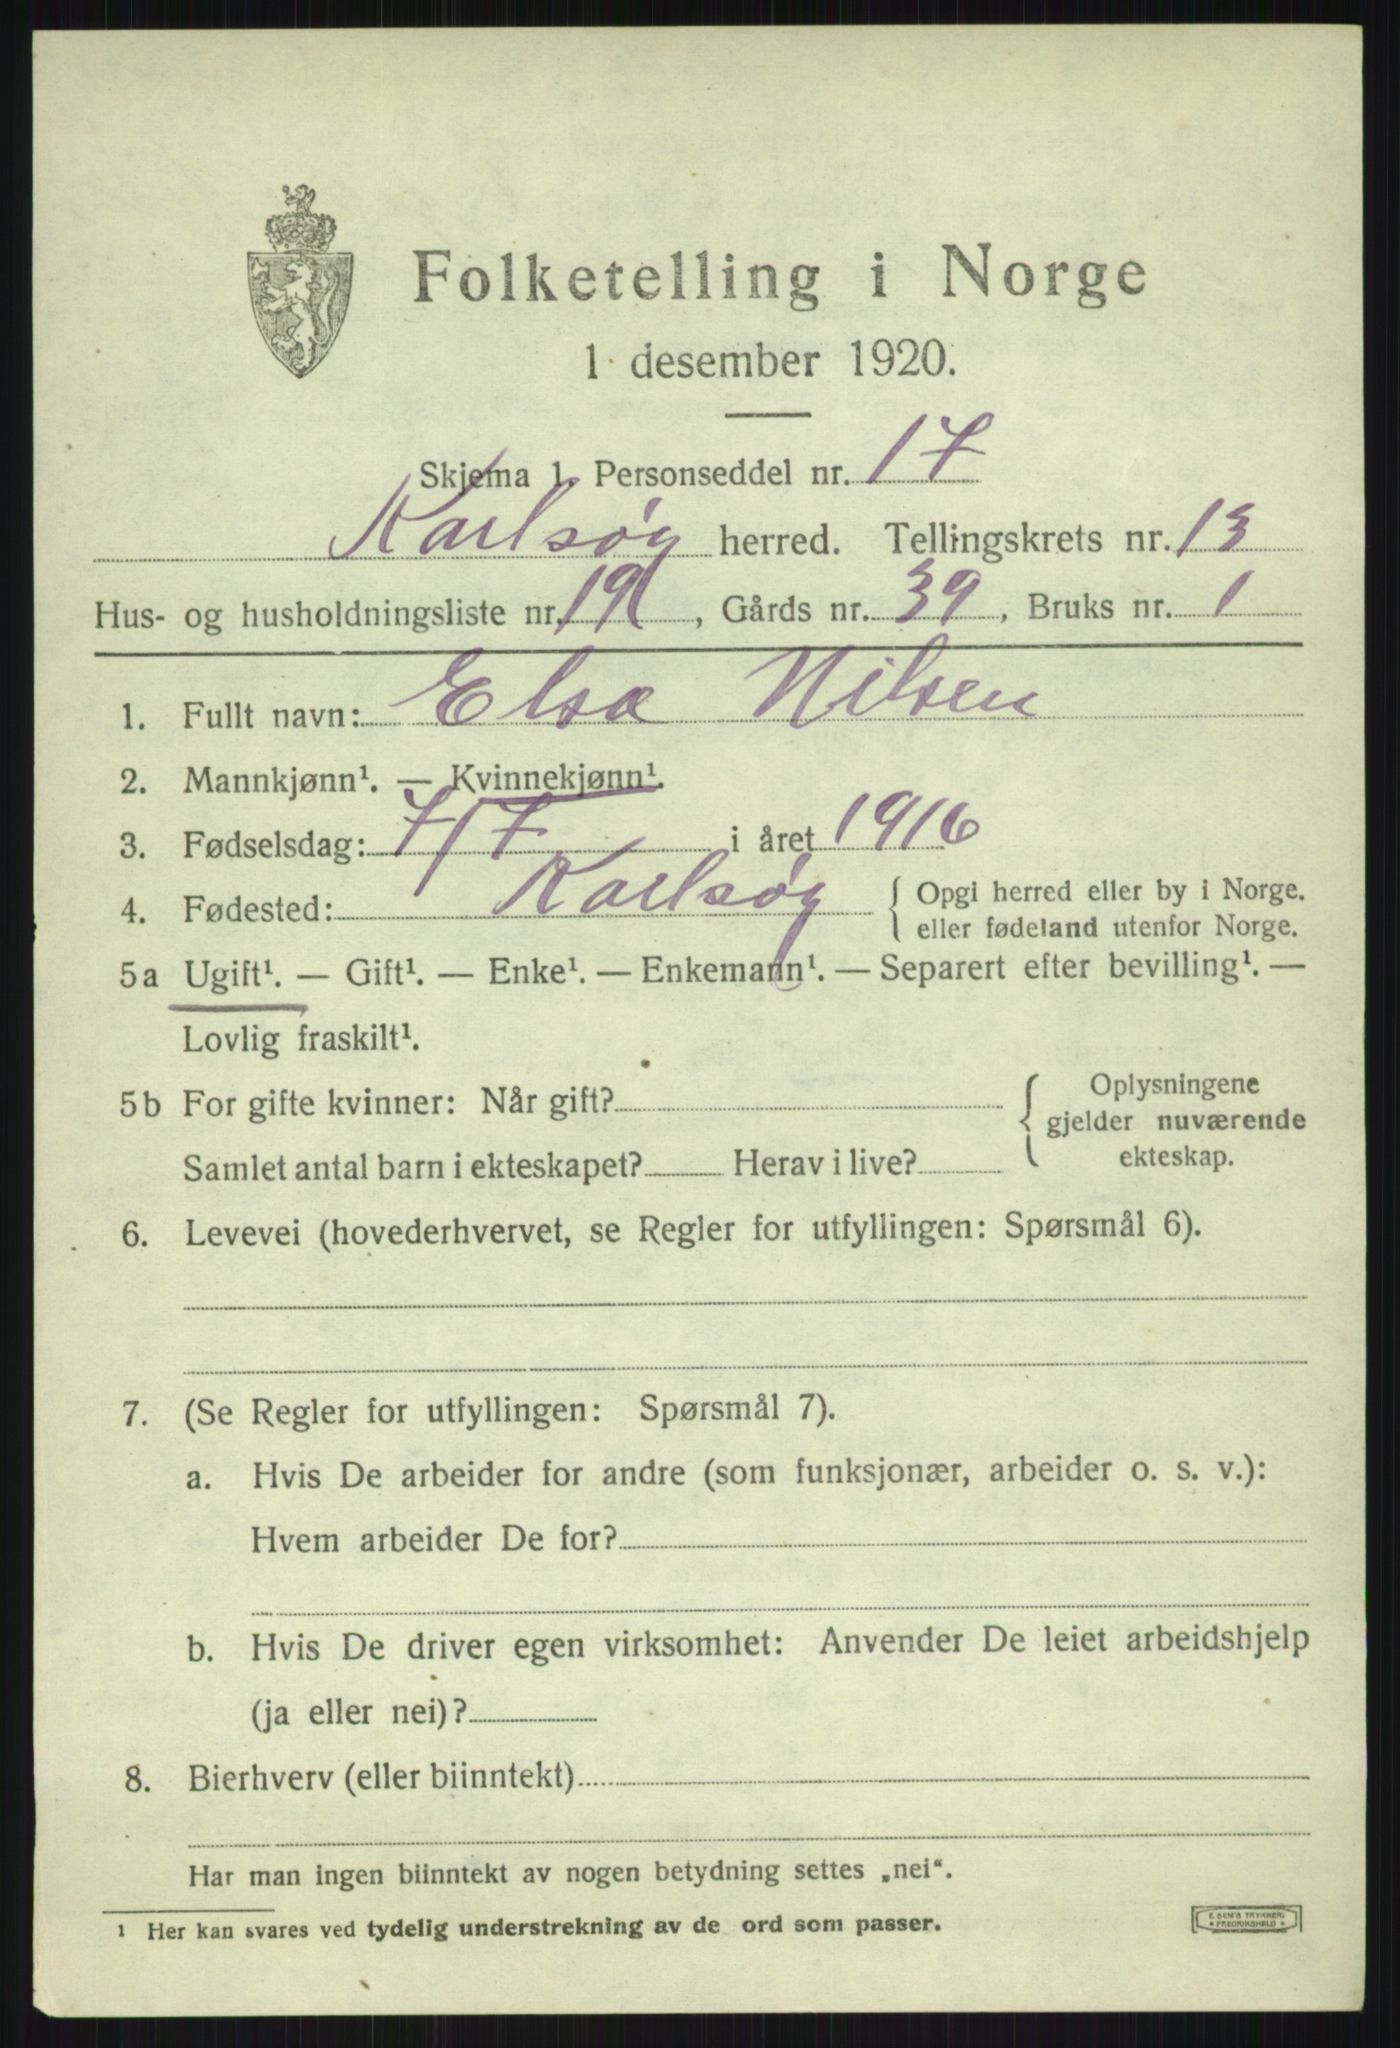 Folketelling i Norge
1 desember 1920.
Skjema 1. Personseddel nr. 17
Karlsøy herred. Tellingskrets nr. 13
Hus- og husholdningsliste nr. 19, Gårds nr. 39, Bruks nr. 1
1. Fullt navn: Elsa Nilsen
2. Mannkjønn¹. — Kvinnekjønn¹.
3. Fødselsdag: 7/7 i året 1916
4. Fødested: Karlsøy { Opgi herred eller by i Norge.
eller fødeland utenfor Norge.
5a Ugift¹. — Gift¹. — Enke¹. — Enkemann¹. — Separert efter bevilling¹. —
Lovlig fraskilt¹.
5b For gifte kvinner: Når gift? { Oplysningene
gjelder nuværende
Samlet antal barn i ekteskapet? Herav i live? ekteskap.
6. Levevei (hovederhvervet, se Regler for utfyllingen: Spørsmål 6).
7. (Se Regler for utfyllingen: Spørsmål 7).
a. Hvis De arbeider for andre (som funksjonær, arbeider o. s. v.):
Hvem arbeider De for?
b. Hvis De driver egen virksomhet: Anvender De leiet arbeidshjelp
(ja eller nei)?
8. Bierhverv (eller biinntekt)
Har man ingen biinntekt av nogen betydning settes „nei“.
¹ Her kan svares ved tydelig understrekning av de ord som passer.
E. SEM'S TRYKKERI
FREDRIKSHALD